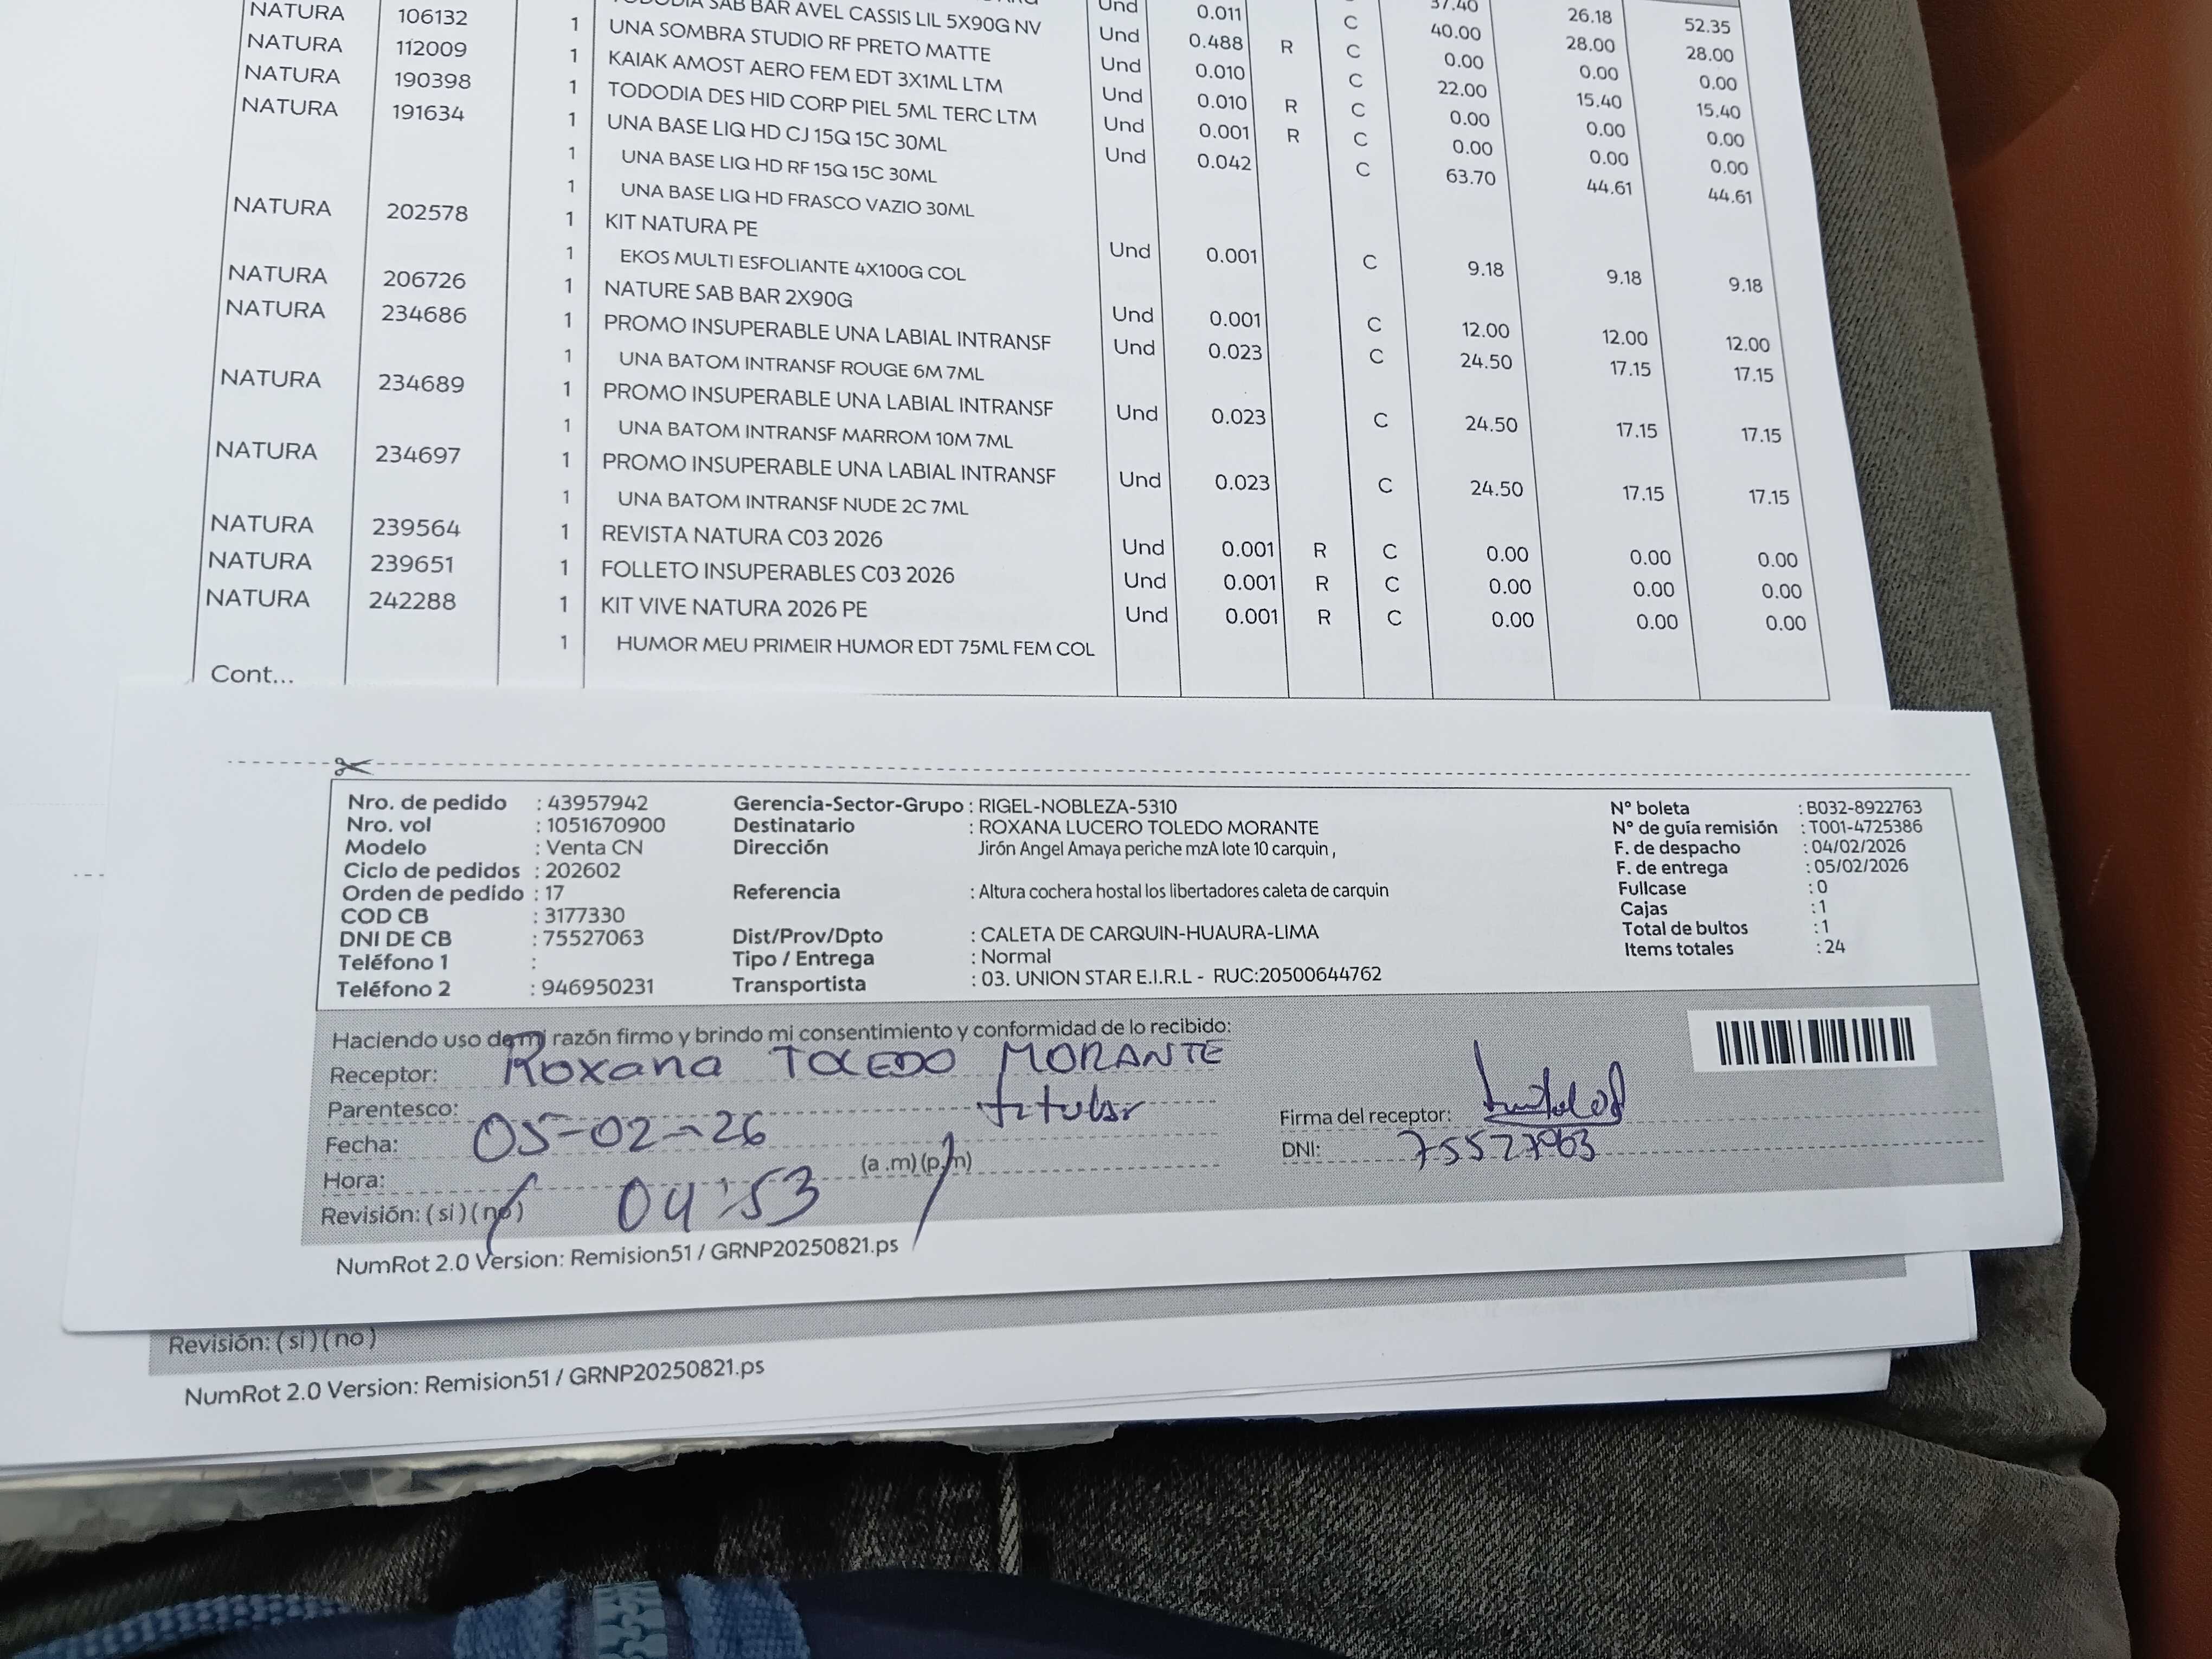 SAB BAR AVEL CASSIS LIL 5X90G NV Und 0.011 C 37.40 26.18 52.35
NATURA 106132 1 UNA SOMBRA STUDIO RF PRETO MATTE Und 0.488 R C 40.00 28.00 28.00
NATURA 112009 1 KAIAK AMOST AERO FEM EDT 3X1ML LTM Und 0.010 C 0.00 0.00 0.00
NATURA 190398 1 TODODIA DES HID CORP PIEL 5ML TERC LTM Und 0.010 R C 22.00 15.40 15.40
NATURA 191634 1 UNA BASE LIQ HD CJ 15Q 15C 30ML Und 0.001 R C 0.00 0.00 0.00
1 UNA BASE LIQ HD RF 15Q 15C 30ML Und 0.042 C 0.00 0.00 0.00
1 UNA BASE LIQ HD FRASCO VAZIO 30ML 63.70 44.61 44.61
NATURA 202578 1 KIT NATURA PE Und 0.001 C 9.18 9.18 9.18
1 EKOS MULTI ESFOLIANTE 4X100G COL
NATURA 206726 1 NATURE SAB BAR 2X90G Und 0.001 C 12.00 12.00 12.00
NATURA 234686 1 PROMO INSUPERABLE UNA LABIAL INTRANSF Und 0.023 C 24.50 17.15 17.15
1 UNA BATOM INTRANSF ROUGE 6M 7ML
NATURA 234689 1 PROMO INSUPERABLE UNA LABIAL INTRANSF Und 0.023 C 24.50 17.15 17.15
1 UNA BATOM INTRANSF MARROM 10M 7ML
NATURA 234697 1 PROMO INSUPERABLE UNA LABIAL INTRANSF Und 0.023 C 24.50 17.15 17.15
1 UNA BATOM INTRANSF NUDE 2C 7ML
NATURA 239564 1 REVISTA NATURA C03 2026 Und 0.001 R C 0.00 0.00 0.00
NATURA 239651 1 FOLLETO INSUPERABLES C03 2026 Und 0.001 R C 0.00 0.00 0.00
NATURA 242288 1 KIT VIVE NATURA 2026 PE Und 0.001 R C 0.00 0.00 0.00
1 HUMOR MEU PRIMEIR HUMOR EDT 75ML FEM COL
Cont...
Nro. de pedido : 43957942 Gerencia-Sector-Grupo : RIGEL-NOBLEZA-5310 N° boleta : B032-8922763
Nro. vol : 1051670900 Destinatario : ROXANA LUCERO TOLEDO MORANTE N° de guía remisión : T001-4725386
Modelo : Venta CN Dirección Jirón Angel Amaya periche mzA lote 10 carquin , F. de despacho : 04/02/2026
Ciclo de pedidos : 202602 F. de entrega : 05/02/2026
Orden de pedido : 17 Referencia : Altura cochera hostal los libertadores caleta de carquin Fullcase : 0
COD CB : 3177330 Cajas : 1
DNI DE CB : 75527063 Dist/Prov/Dpto : CALETA DE CARQUIN-HUAURA-LIMA Total de bultos : 1
Teléfono 1 : Tipo / Entrega : Normal Items totales : 24
Teléfono 2 : 946950231 Transportista : 03. UNION STAR E.I.R.L - RUC:20500644762
Haciendo uso de mi razón firmo y brindo mi consentimiento y conformidad de lo recibido:
Receptor: Roxana TOLEDO MORANTE
Parentesco: titular
Firma del receptor:
Fecha: 05-02-26
DNI: 75527063
Hora: 04:53 (a .m) (p.m)
Revisión: ( si ) ( no )
NumRot 2.0 Version: Remision51 / GRNP20250821.ps
Revisión: ( si ) ( no )
NumRot 2.0 Version: Remision51 / GRNP20250821.ps